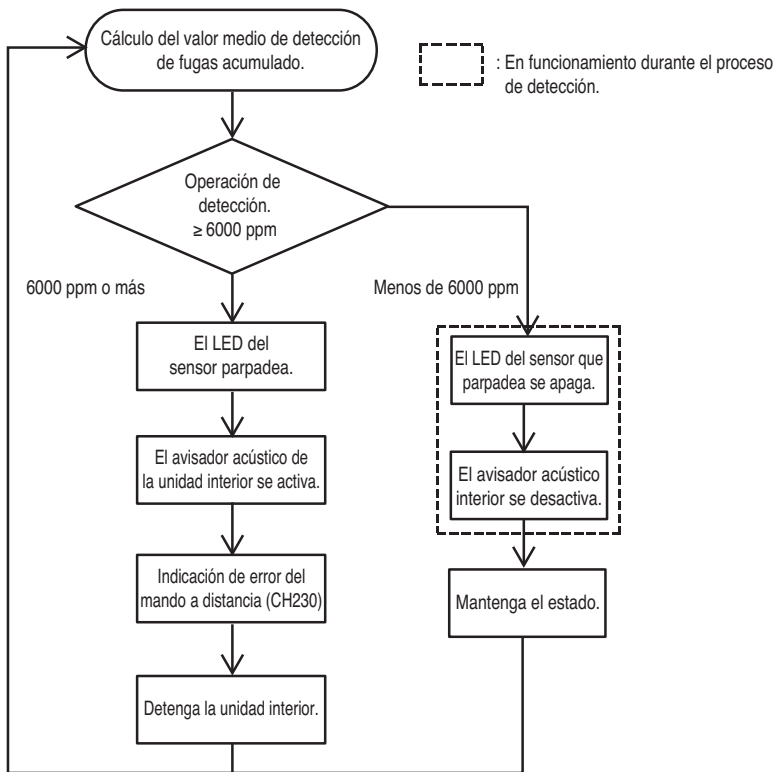 Cálculo del valor medio de detección
de fugas acumulado.
: En funcionamiento durante el proceso
de detección.
Operación de
detección.
≥ 6000 ppm
6000 ppm o más
Menos de 6000 ppm
El LED del
sensor parpadea.
El LED del sensor que
parpadea se apaga.
El avisador acústico de
la unidad interior se activa.
El avisador acústico
interior se desactiva.
Indicación de error del
mando a distancia (CH230)
Mantenga el estado.
Detenga la unidad interior.